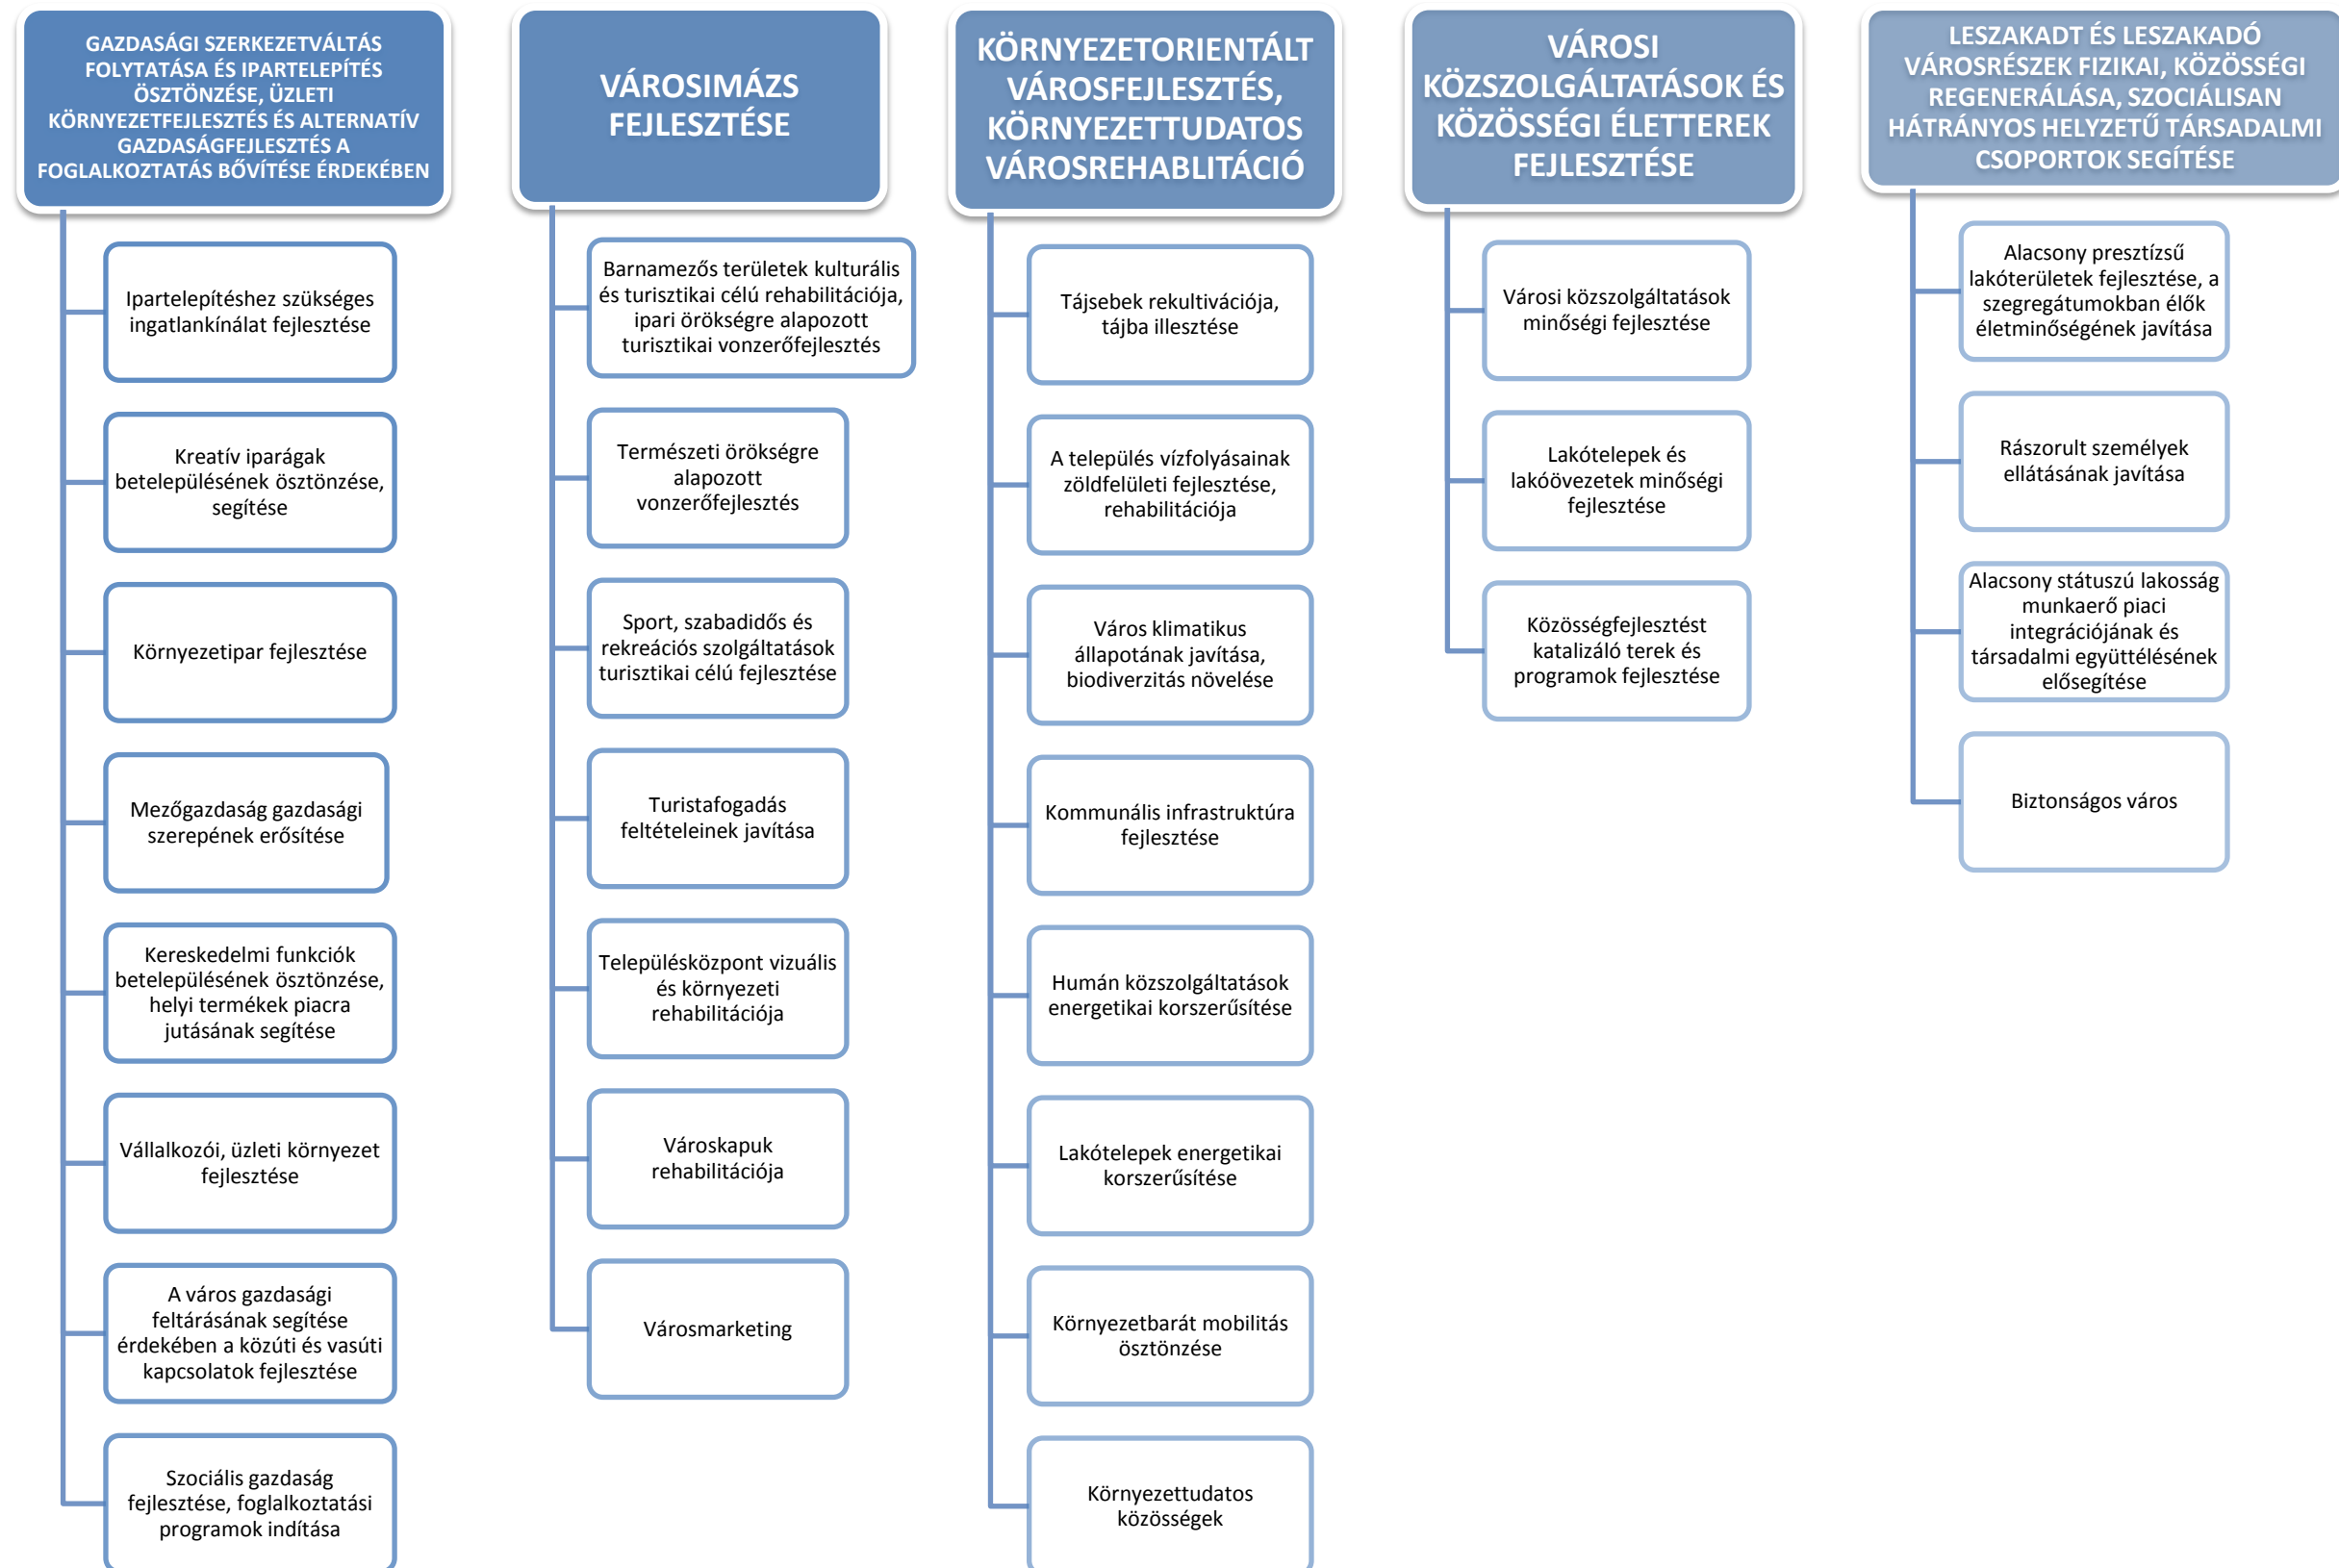 GAZDASÁGI SZERKEZETVÁLTÁS
FOLYTATÁSA ÉS IPARTELEPÍTÉS
ÖSZTÖNZÉSE, ÜZLETI
KÖRNYEZETFEJLESZTÉS ÉS ALTERNATÍV
GAZDASÁGFEJLESZTÉS A
FOGLALKOZTATÁS BŐVÍTÉSE ÉRDEKÉBEN
Ipartelepítéshez szükséges
ingatlankínálat fejlesztése
Kreatív iparágak
betelepülésének ösztönzése,
segítése
Környezetipar fejlesztése
Mezőgazdaság gazdasági
szerepének erősítése
Kereskedelmi funkciók
betelepülésének ösztönzése,
helyi termékek piacra
jutásának segítése
Vállalkozói, üzleti környezet
fejlesztése
A város gazdasági
feltárásának segítése
érdekében a közúti és vasúti
kapcsolatok fejlesztése
Szociális gazdaság
fejlesztése, foglalkoztatási
programok indítása
VÁROSIMÁZS
FEJLESZTÉSE
Barnamezős területek kulturális
és turisztikai célú rehabilitációja,
ipari örökségre alapozott
turisztikai vonzerőfejlesztés
Természeti örökségre
alapozott
vonzerőfejlesztés
Sport, szabadidős és
rekreációs szolgáltatások
turisztikai célú fejlesztése
Turistafogadás
feltételeinek javítása
Településközpont vizuális
és környezeti
rehabilitációja
Városkapuk
rehabilitációja
Városmarketing
KÖRNYEZETORIENTÁLT
VÁROSFEJLESZTÉS,
KÖRNYEZETTUDATOS
VÁROSREHABLITÁCIÓ
Tájsebek rekultivációja,
tájba illesztése
A település vízfolyásainak
zöldfelületi fejlesztése,
rehabilitációja
Város klimatikus
állapotának javítása,
biodiverzitás növelése
Kommunális infrastruktúra
fejlesztése
Humán közszolgáltatások
energetikai korszerűsítése
Lakótelepek energetikai
korszerűsítése
Környezetbarát mobilitás
ösztönzése
Környezettudatos
közösségek
VÁROSI
KÖZSZOLGÁLTATÁSOK ÉS
KÖZÖSSÉGI ÉLETTEREK
FEJLESZTÉSE
Városi közszolgáltatások
minőségi fejlesztése
Lakótelepek és
lakóövezetek minőségi
fejlesztése
Közösségfejlesztést
katalizáló terek és
programok fejlesztése
LESZAKADT ÉS LESZAKADÓ
VÁROSRÉSZEK FIZIKAI, KÖZÖSSÉGI
REGENERÁLÁSA, SZOCIÁLISAN
HÁTRÁNYOS HELYZETŰ TÁRSADALMI
CSOPORTOK SEGÍTÉSE
Alacsony presztízsű
lakóterületek fejlesztése, a
szegregátumokban élők
életminőségének javítása
Rászorult személyek
ellátásának javítása
Alacsony státuszú lakosság
munkaerő piaci
integrációjának és
társadalmi együttélésének
elősegítése
Biztonságos város